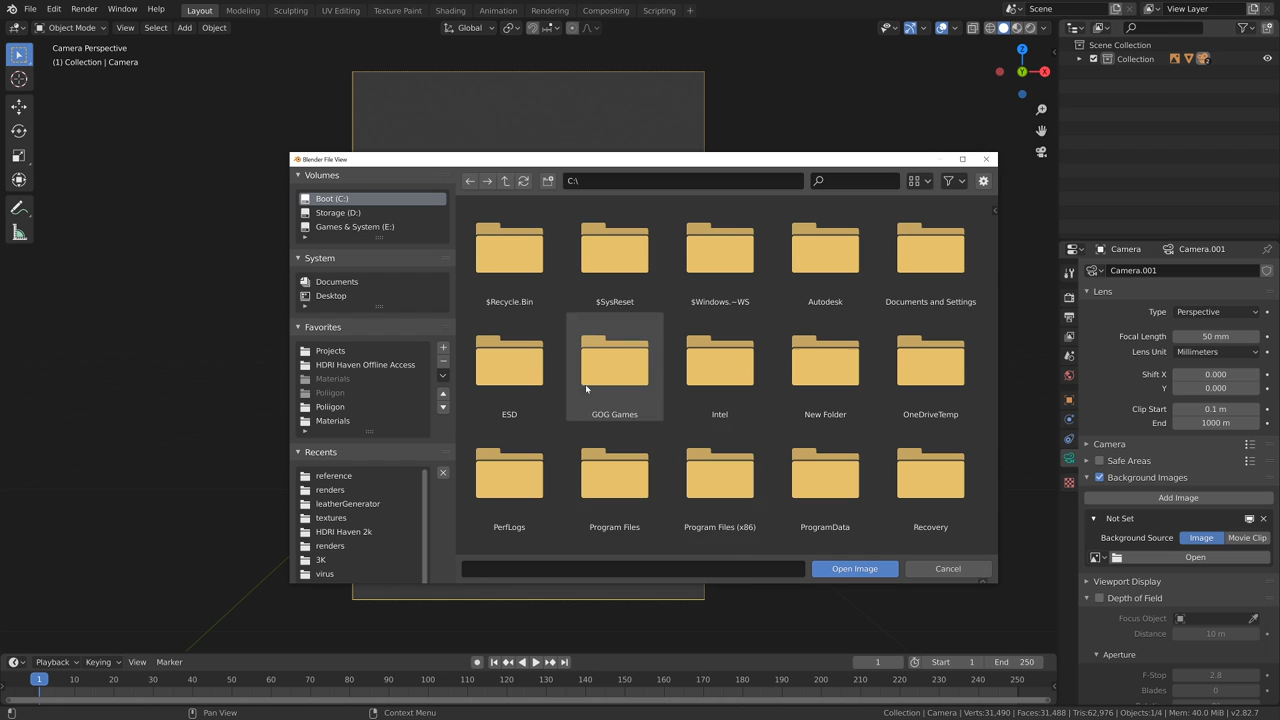 File Edit Render Window Help Layout Modeling Sculpting UV Editing Texture Paint Shading Animation Rendering Compositing Scripting + Scene View Layer
Object Mode View Select Add Object Global
Camera Perspective
(1) Collection | Camera
Scene Collection
Collection
Z
Y
X
Blender File View
Volumes
Boot (C:)
Storage (D:)
Games & System (E:)
System
Documents
Desktop
Favorites
Projects
HDRI Haven Offline Access
Materials
Poliigon
Poliigon
Materials
Recents
reference
renders
leatherGenerator
textures
HDRI Haven 2k
renders
3K
virus
C:\
$Recycle.Bin $SysReset $Windows.~WS Autodesk Documents and Settings
ESD GOG Games Intel New Folder OneDriveTemp
PerfLogs Program Files Program Files (x86) ProgramData Recovery
Open Image Cancel
Camera Camera.001
Camera.001
Lens
Type Perspective
Focal Length 50 mm
Lens Unit Millimeters
Shift X 0.000
Y 0.000
Clip Start 0.1 m
End 1000 m
Camera
Safe Areas
Background Images
Add Image
Not Set
Background Source Image Movie Clip
Open
Viewport Display
Depth of Field
Focus Object
Distance 10 m
Aperture
F-Stop 2.8
Blades 0
Playback Keying View Marker 1 Start 1 End 250
1 10 20 30 40 50 60 70 80 90 100 110 120 130 140 150 160 170 180 190 200 210 220 230 240 250
Pan View Context Menu Collection | Camera | Verts:31,490 | Faces:31,488 | Tris:62,976 | Objects:1/4 | Mem: 40.0 MiB | v2.82.7